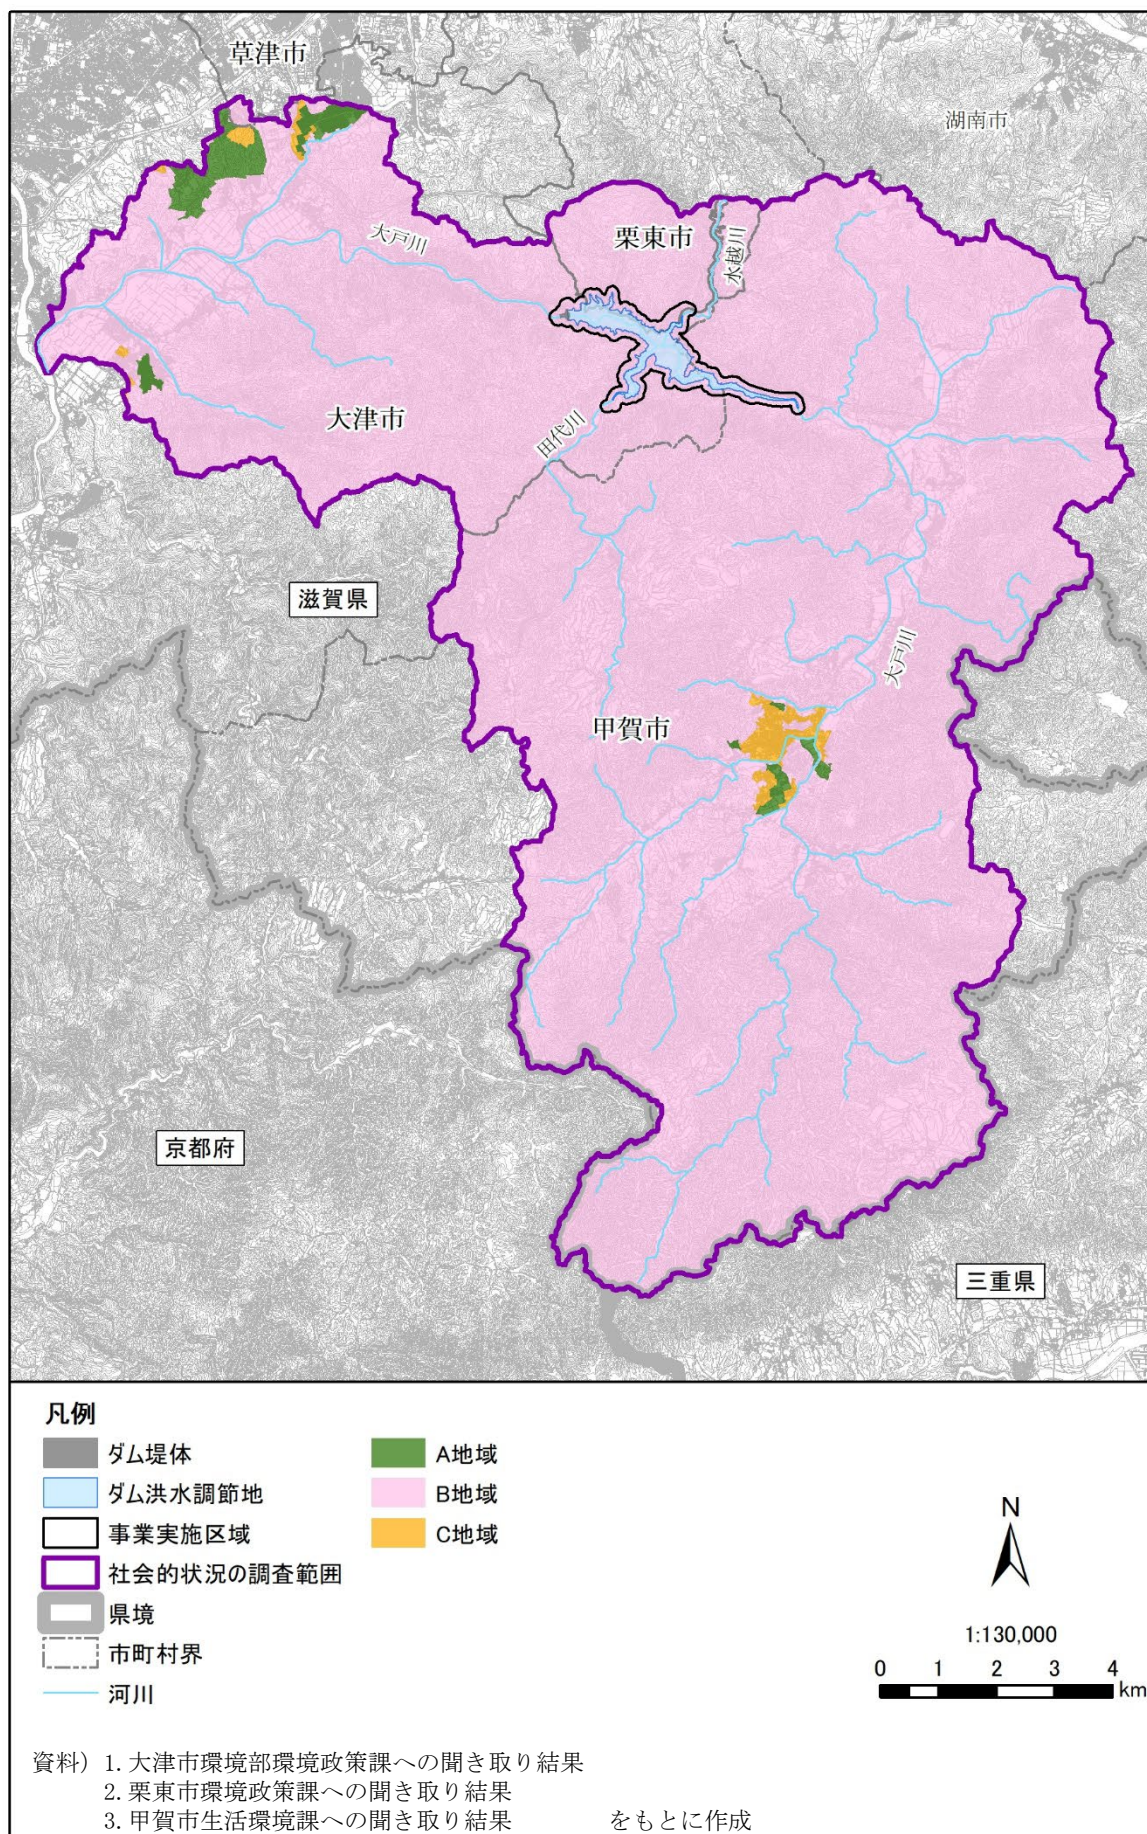 草津市
湖南市
栗東市
水越川
大戸川
大津市
田代川
滋賀県
大戸川
甲賀市
京都府
三重県
凡例
ダム堤体
ダム洪水調節地
事業実施区域
社会的状況の調査範囲
県境
市町村界
河川
A地域
B地域
C地域
N
1:130,000
0 1 2 3 4
km
資料) 1. 大津市環境部環境政策課への聞き取り結果
2. 栗東市環境政策課への聞き取り結果
3. 甲賀市生活環境課への聞き取り結果 をもとに作成